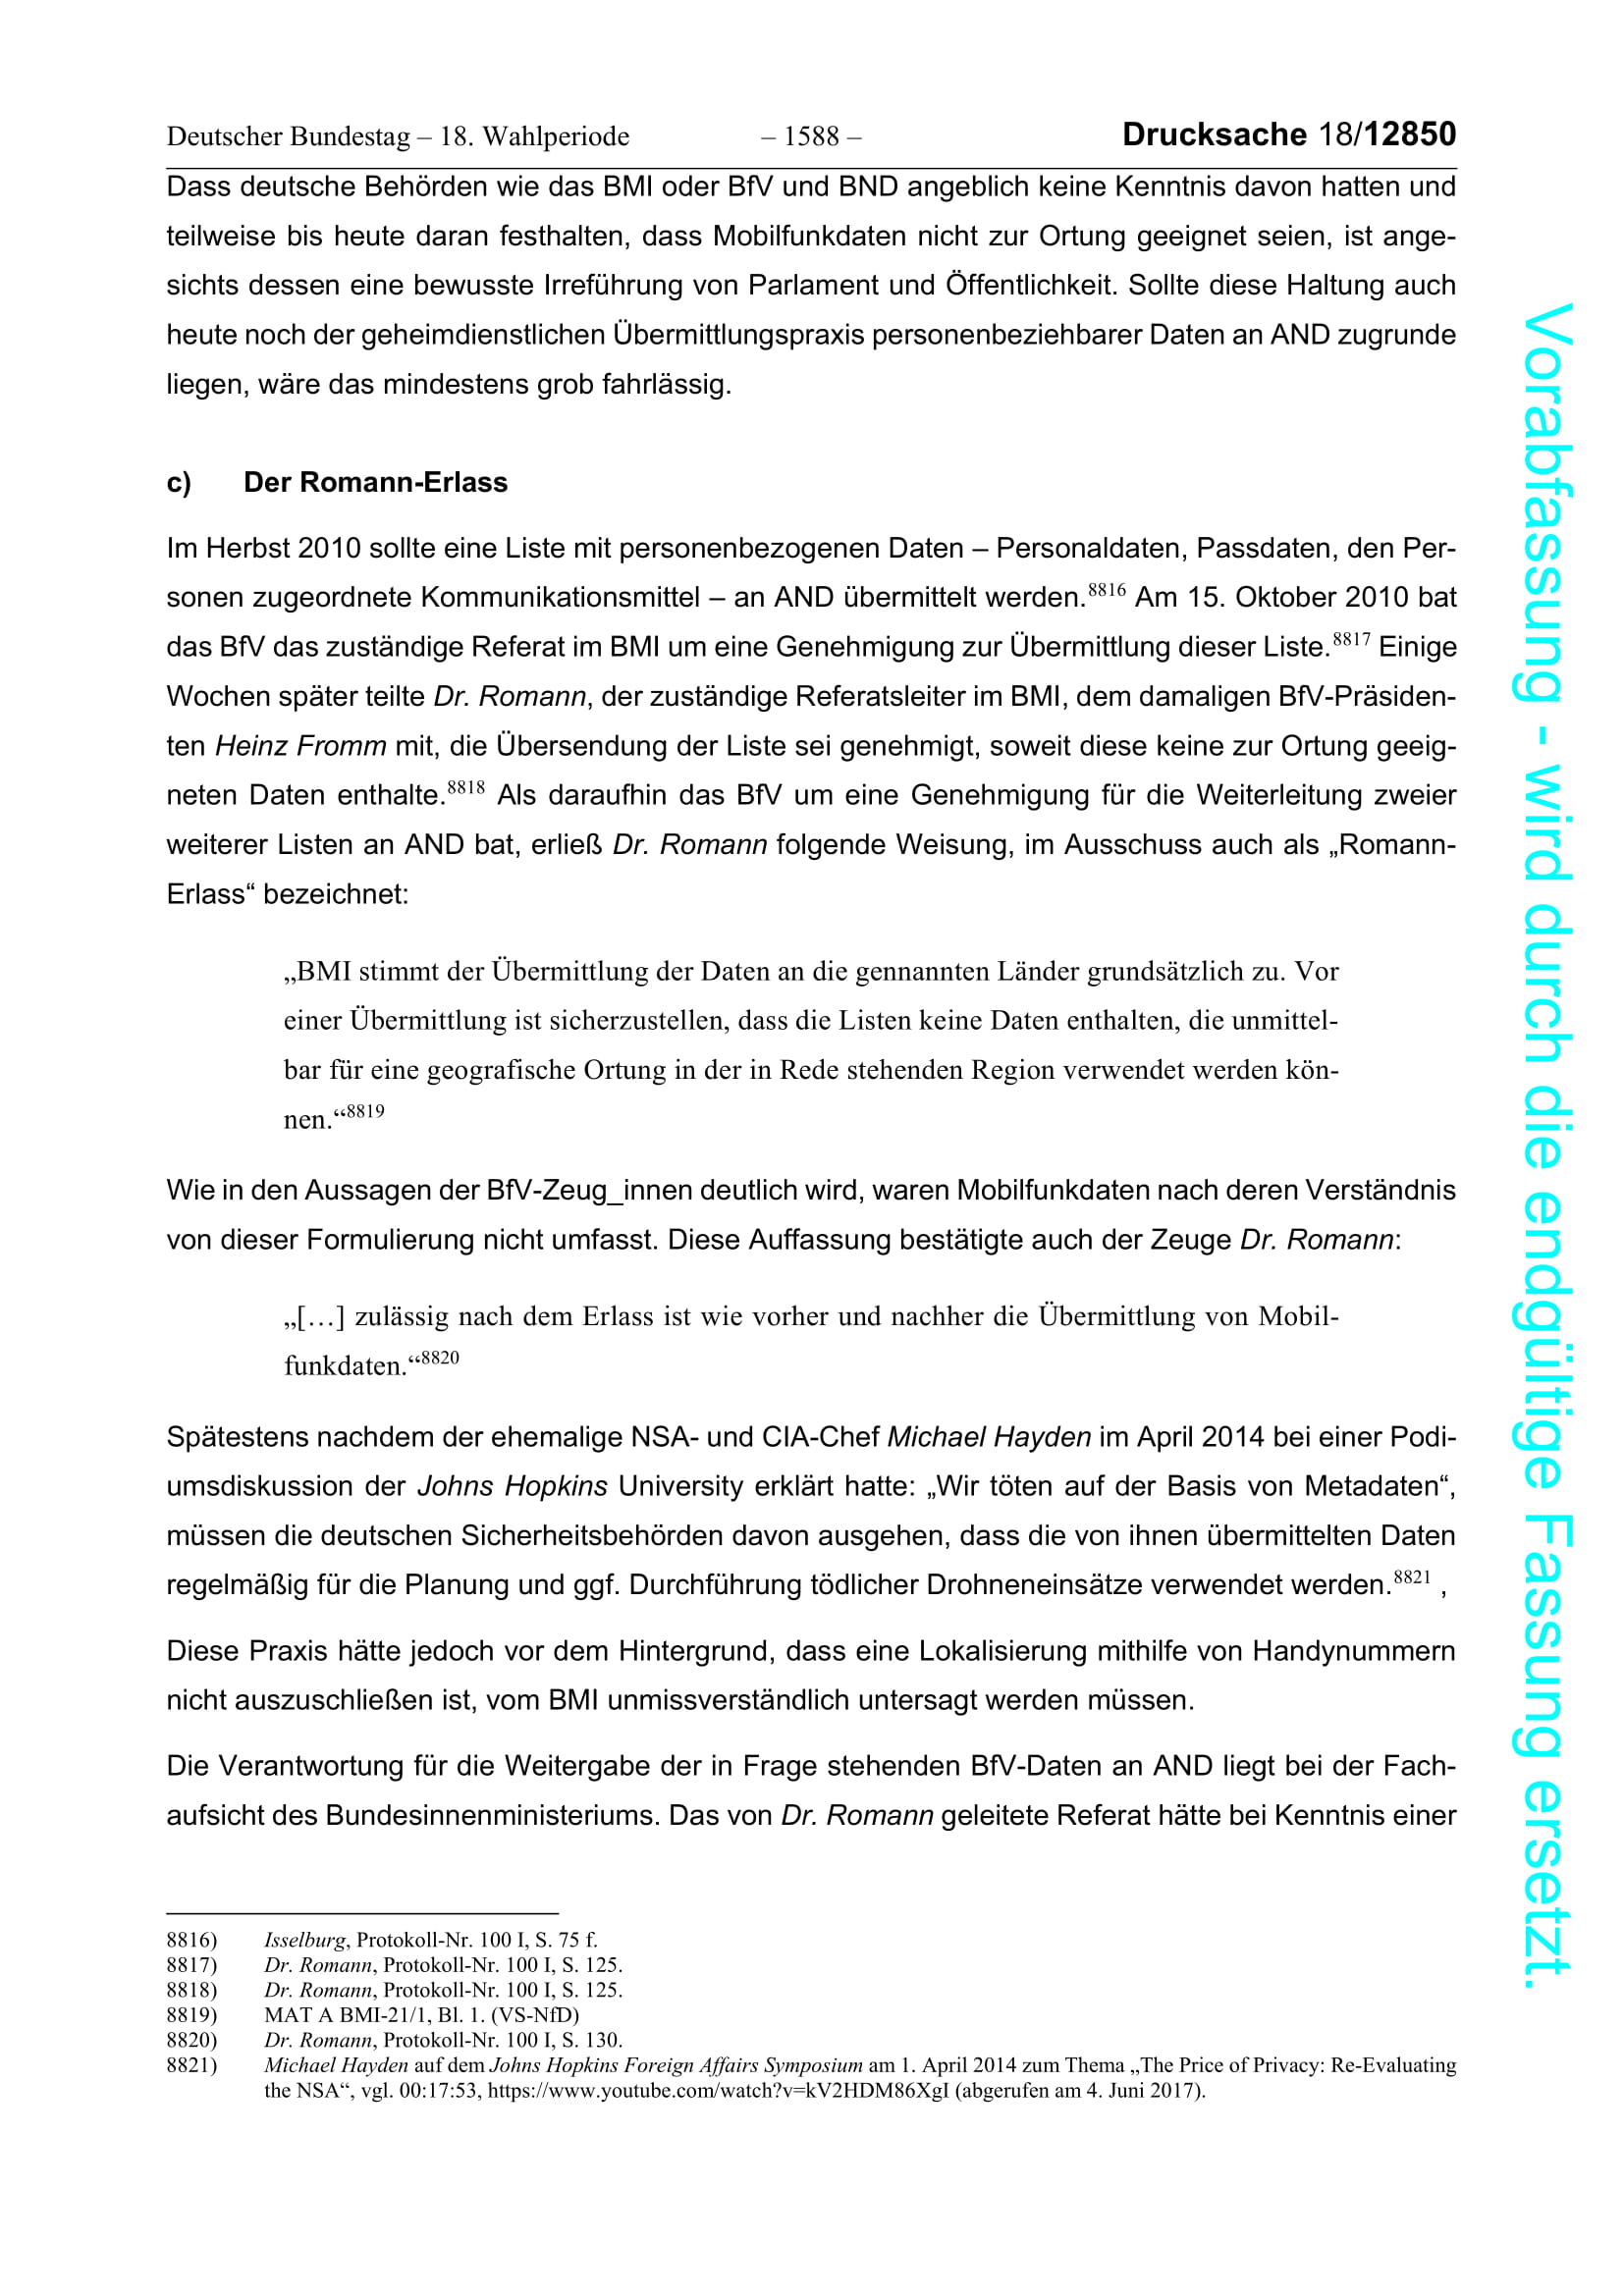 Deutscher Bundestag – 18. Wahlperiode – 1588 – Drucksache 18/12850
Dass deutsche Behörden wie das BMI oder BfV und BND angeblich keine Kenntnis davon hatten und
teilweise bis heute daran festhalten, dass Mobilfunkdaten nicht zur Ortung geeignet seien, ist ange-
sichts dessen eine bewusste Irreführung von Parlament und Öffentlichkeit. Sollte diese Haltung auch
heute noch der geheimdienstlichen Übermittlungspraxis personenbeziehbarer Daten an AND zugrunde
liegen, wäre das mindestens grob fahrlässig.
c) Der Romann-Erlass
Im Herbst 2010 sollte eine Liste mit personenbezogenen Daten – Personaldaten, Passdaten, den Per-
sonen zugeordnete Kommunikationsmittel – an AND übermittelt werden.8816 Am 15. Oktober 2010 bat
das BfV das zuständige Referat im BMI um eine Genehmigung zur Übermittlung dieser Liste.8817 Einige
Wochen später teilte Dr. Romann, der zuständige Referatsleiter im BMI, dem damaligen BfV-Präsiden-
ten Heinz Fromm mit, die Übersendung der Liste sei genehmigt, soweit diese keine zur Ortung geeig-
neten Daten enthalte.8818 Als daraufhin das BfV um eine Genehmigung für die Weiterleitung zweier
weiterer Listen an AND bat, erließ Dr. Romann folgende Weisung, im Ausschuss auch als „Romann-
Erlass“ bezeichnet:
„BMI stimmt der Übermittlung der Daten an die gennannten Länder grundsätzlich zu. Vor
einer Übermittlung ist sicherzustellen, dass die Listen keine Daten enthalten, die unmittel-
bar für eine geografische Ortung in der in Rede stehenden Region verwendet werden kön-
nen.“8819
Wie in den Aussagen der BfV-Zeug_innen deutlich wird, waren Mobilfunkdaten nach deren Verständnis
von dieser Formulierung nicht umfasst. Diese Auffassung bestätigte auch der Zeuge Dr. Romann:
„[…] zulässig nach dem Erlass ist wie vorher und nachher die Übermittlung von Mobil-
funkdaten.“8820
Spätestens nachdem der ehemalige NSA- und CIA-Chef Michael Hayden im April 2014 bei einer Podi-
umsdiskussion der Johns Hopkins University erklärt hatte: „Wir töten auf der Basis von Metadaten“,
müssen die deutschen Sicherheitsbehörden davon ausgehen, dass die von ihnen übermittelten Daten
regelmäßig für die Planung und ggf. Durchführung tödlicher Drohneneinsätze verwendet werden.8821 ,
Diese Praxis hätte jedoch vor dem Hintergrund, dass eine Lokalisierung mithilfe von Handynummern
nicht auszuschließen ist, vom BMI unmissverständlich untersagt werden müssen.
Die Verantwortung für die Weitergabe der in Frage stehenden BfV-Daten an AND liegt bei der Fach-
aufsicht des Bundesinnenministeriums. Das von Dr. Romann geleitete Referat hätte bei Kenntnis einer
8816) Isselburg, Protokoll-Nr. 100 I, S. 75 f.
8817) Dr. Romann, Protokoll-Nr. 100 I, S. 125.
8818) Dr. Romann, Protokoll-Nr. 100 I, S. 125.
8819) MAT A BMI-21/1, Bl. 1. (VS-NfD)
8820) Dr. Romann, Protokoll-Nr. 100 I, S. 130.
8821) Michael Hayden auf dem Johns Hopkins Foreign Affairs Symposium am 1. April 2014 zum Thema „The Price of Privacy: Re-Evaluating
the NSA“, vgl. 00:17:53, https://www.youtube.com/watch?v=kV2HDM86XgI (abgerufen am 4. Juni 2017).
Vorabfassung - wird durch die endgültige Fassung ersetzt.